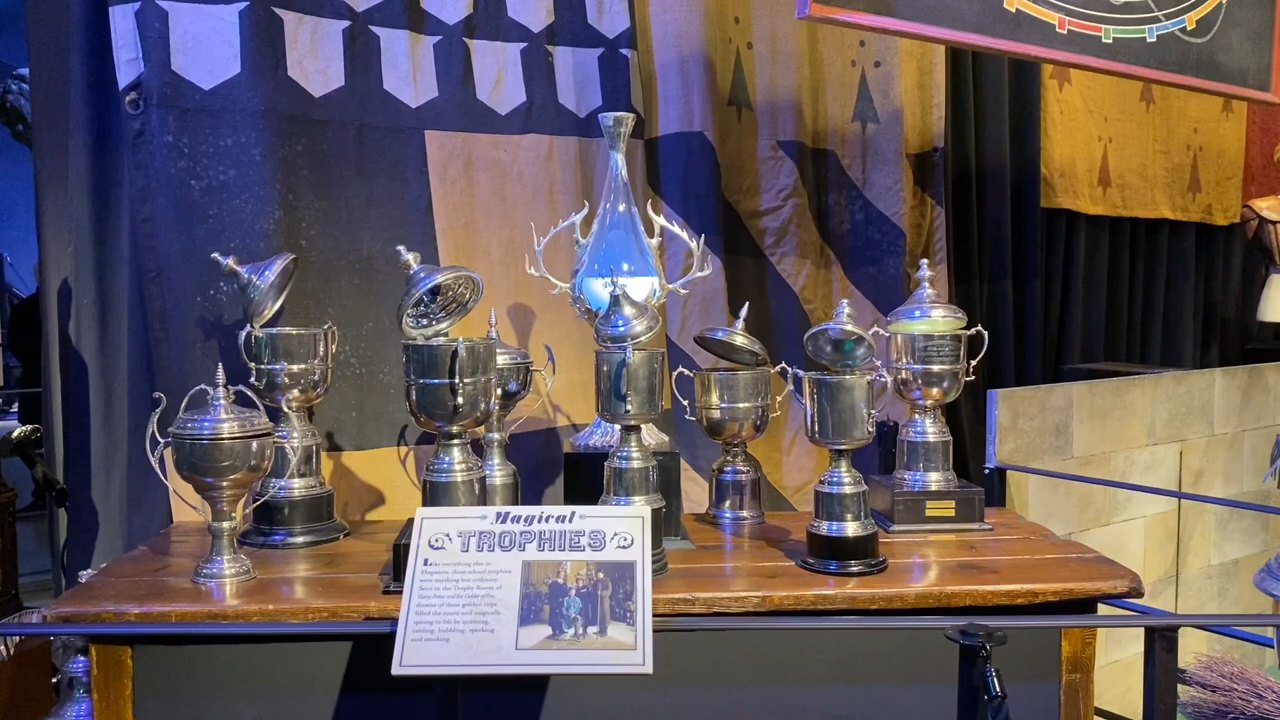 Magical
TROPHIES
Like everything else at
Hogwarts, these school trophies
were anything but ordinary.
Seen in the Trophy Room of
Harry Potter and the Goblet of Fire,
dozens of these golden cups
filled the room and magically
sprang to life by spinning,
rattling, bubbling, sparking
and smoking.